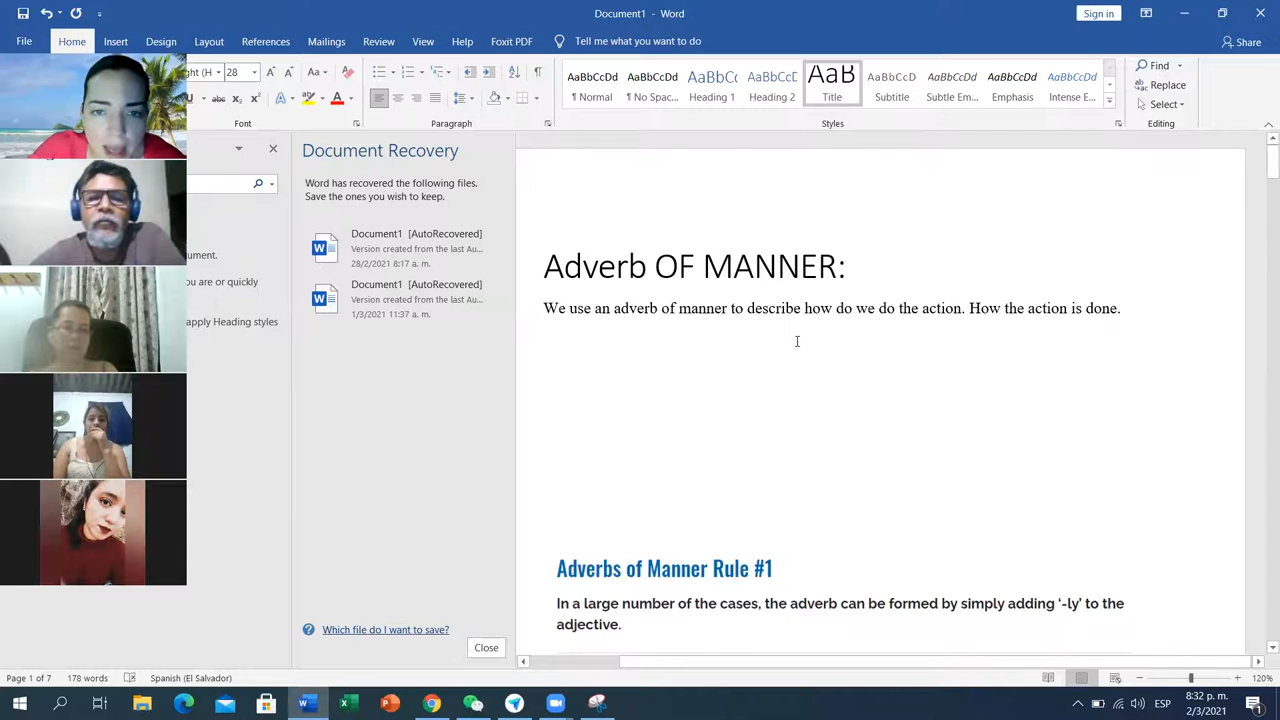 Document1 - Word
Sign in
File Home Insert Design Layout References Mailings Review View Help Foxit PDF Tell me what you want to do Share
28 Aa
AaBbCcDd AaBbCcDd AaBbC AaBbCcD AaB AaBbCcDd AaBbCcDd AaBbCcDd AaBbCcDd
¶ Normal ¶ No Spac... Heading 1 Heading 2 Title Subtitle Subtle Em... Emphasis Intense E...
Find
Replace
Select
Font Paragraph Styles Editing
Document Recovery
Word has recovered the following files.
Save the ones you wish to keep.
Document1 [AutoRecovered]
Version created from the last Au...
28/2/2021 8:17 a. m.
Document1 [AutoRecovered]
Version created from the last Au...
1/3/2021 11:37 a. m.
you are or quickly
apply Heading styles
Which file do I want to save?
Close
Adverb OF MANNER:
We use an adverb of manner to describe how do we do the action. How the action is done.
Adverbs of Manner Rule #1
In a large number of the cases, the adverb can be formed by simply adding ‘-ly’ to the
adjective.
Page 1 of 7 178 words Spanish (El Salvador) 120%
ESP
8:32 p. m.
2/3/2021